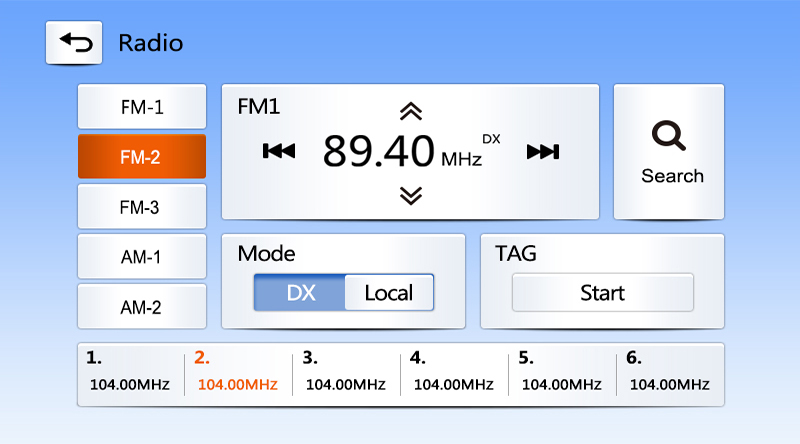 Radio
FM-1
FM-2
FM-3
AM-1
AM-2
FM1
89.40 MHz DX
Search
Mode
DX Local
TAG
Start
1. 2. 3. 4. 5. 6.
104.00MHz 104.00MHz 104.00MHz 104.00MHz 104.00MHz 104.00MHz